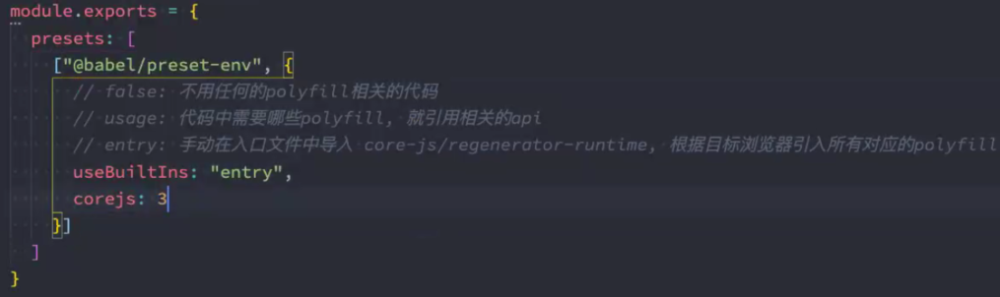 module.exports = {
presets: [
["@babel/preset-env", {
// false: 不用任何的polyfill相关的代码
// usage: 代码中需要哪些polyfill, 就引用相关的api
// entry: 手动在入口文件中导入 core-js/regenerator-runtime, 根据目标浏览器引入所有对应的polyfill
useBuiltIns: "entry",
corejs: 3
}]
]
}